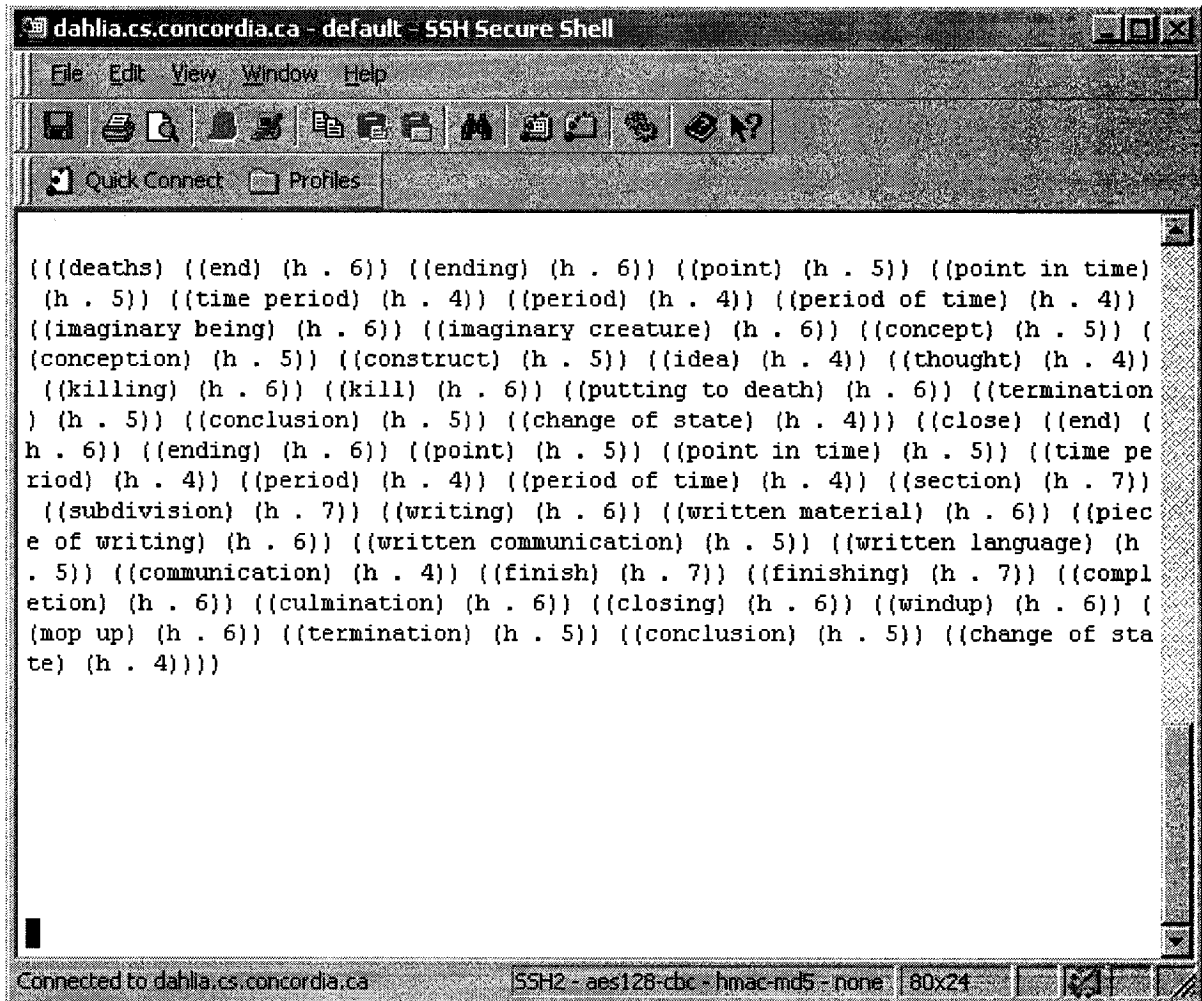 dahlia.cs.concordia.ca - default - SSH Secure Shell
File Edit View Window Help
Quick Connect Profiles
(((deaths) ((end) (h . 6)) ((ending) (h . 6)) ((point) (h . 5)) ((point in time)
 (h . 5)) ((time period) (h . 4)) ((period) (h . 4)) ((period of time) (h . 4))
((imaginary being) (h . 6)) ((imaginary creature) (h . 6)) ((concept) (h . 5)) (
(conception) (h . 5)) ((construct) (h . 5)) ((idea) (h . 4)) ((thought) (h . 4))
 ((killing) (h . 6)) ((kill) (h . 6)) ((putting to death) (h . 6)) ((termination
) (h . 5)) ((conclusion) (h . 5)) ((change of state) (h . 4))) ((close) ((end) (
h . 6)) ((ending) (h . 6)) ((point) (h . 5)) ((point in time) (h . 5)) ((time pe
riod) (h . 4)) ((period) (h . 4)) ((period of time) (h . 4)) ((section) (h . 7))
 ((subdivision) (h . 7)) ((writing) (h . 6)) ((written material) (h . 6)) ((piec
e of writing) (h . 6)) ((written communication) (h . 5)) ((written language) (h
. 5)) ((communication) (h . 4)) ((finish) (h . 7)) ((finishing) (h . 7)) ((compl
etion) (h . 6)) ((culmination) (h . 6)) ((closing) (h . 6)) ((windup) (h . 6)) (
(mop up) (h . 6)) ((termination) (h . 5)) ((conclusion) (h . 5)) ((change of sta
te) (h . 4))))
Connected to dahlia.cs.concordia.ca SSH2 - aes128-cbc - hmac-md5 - none 80x24